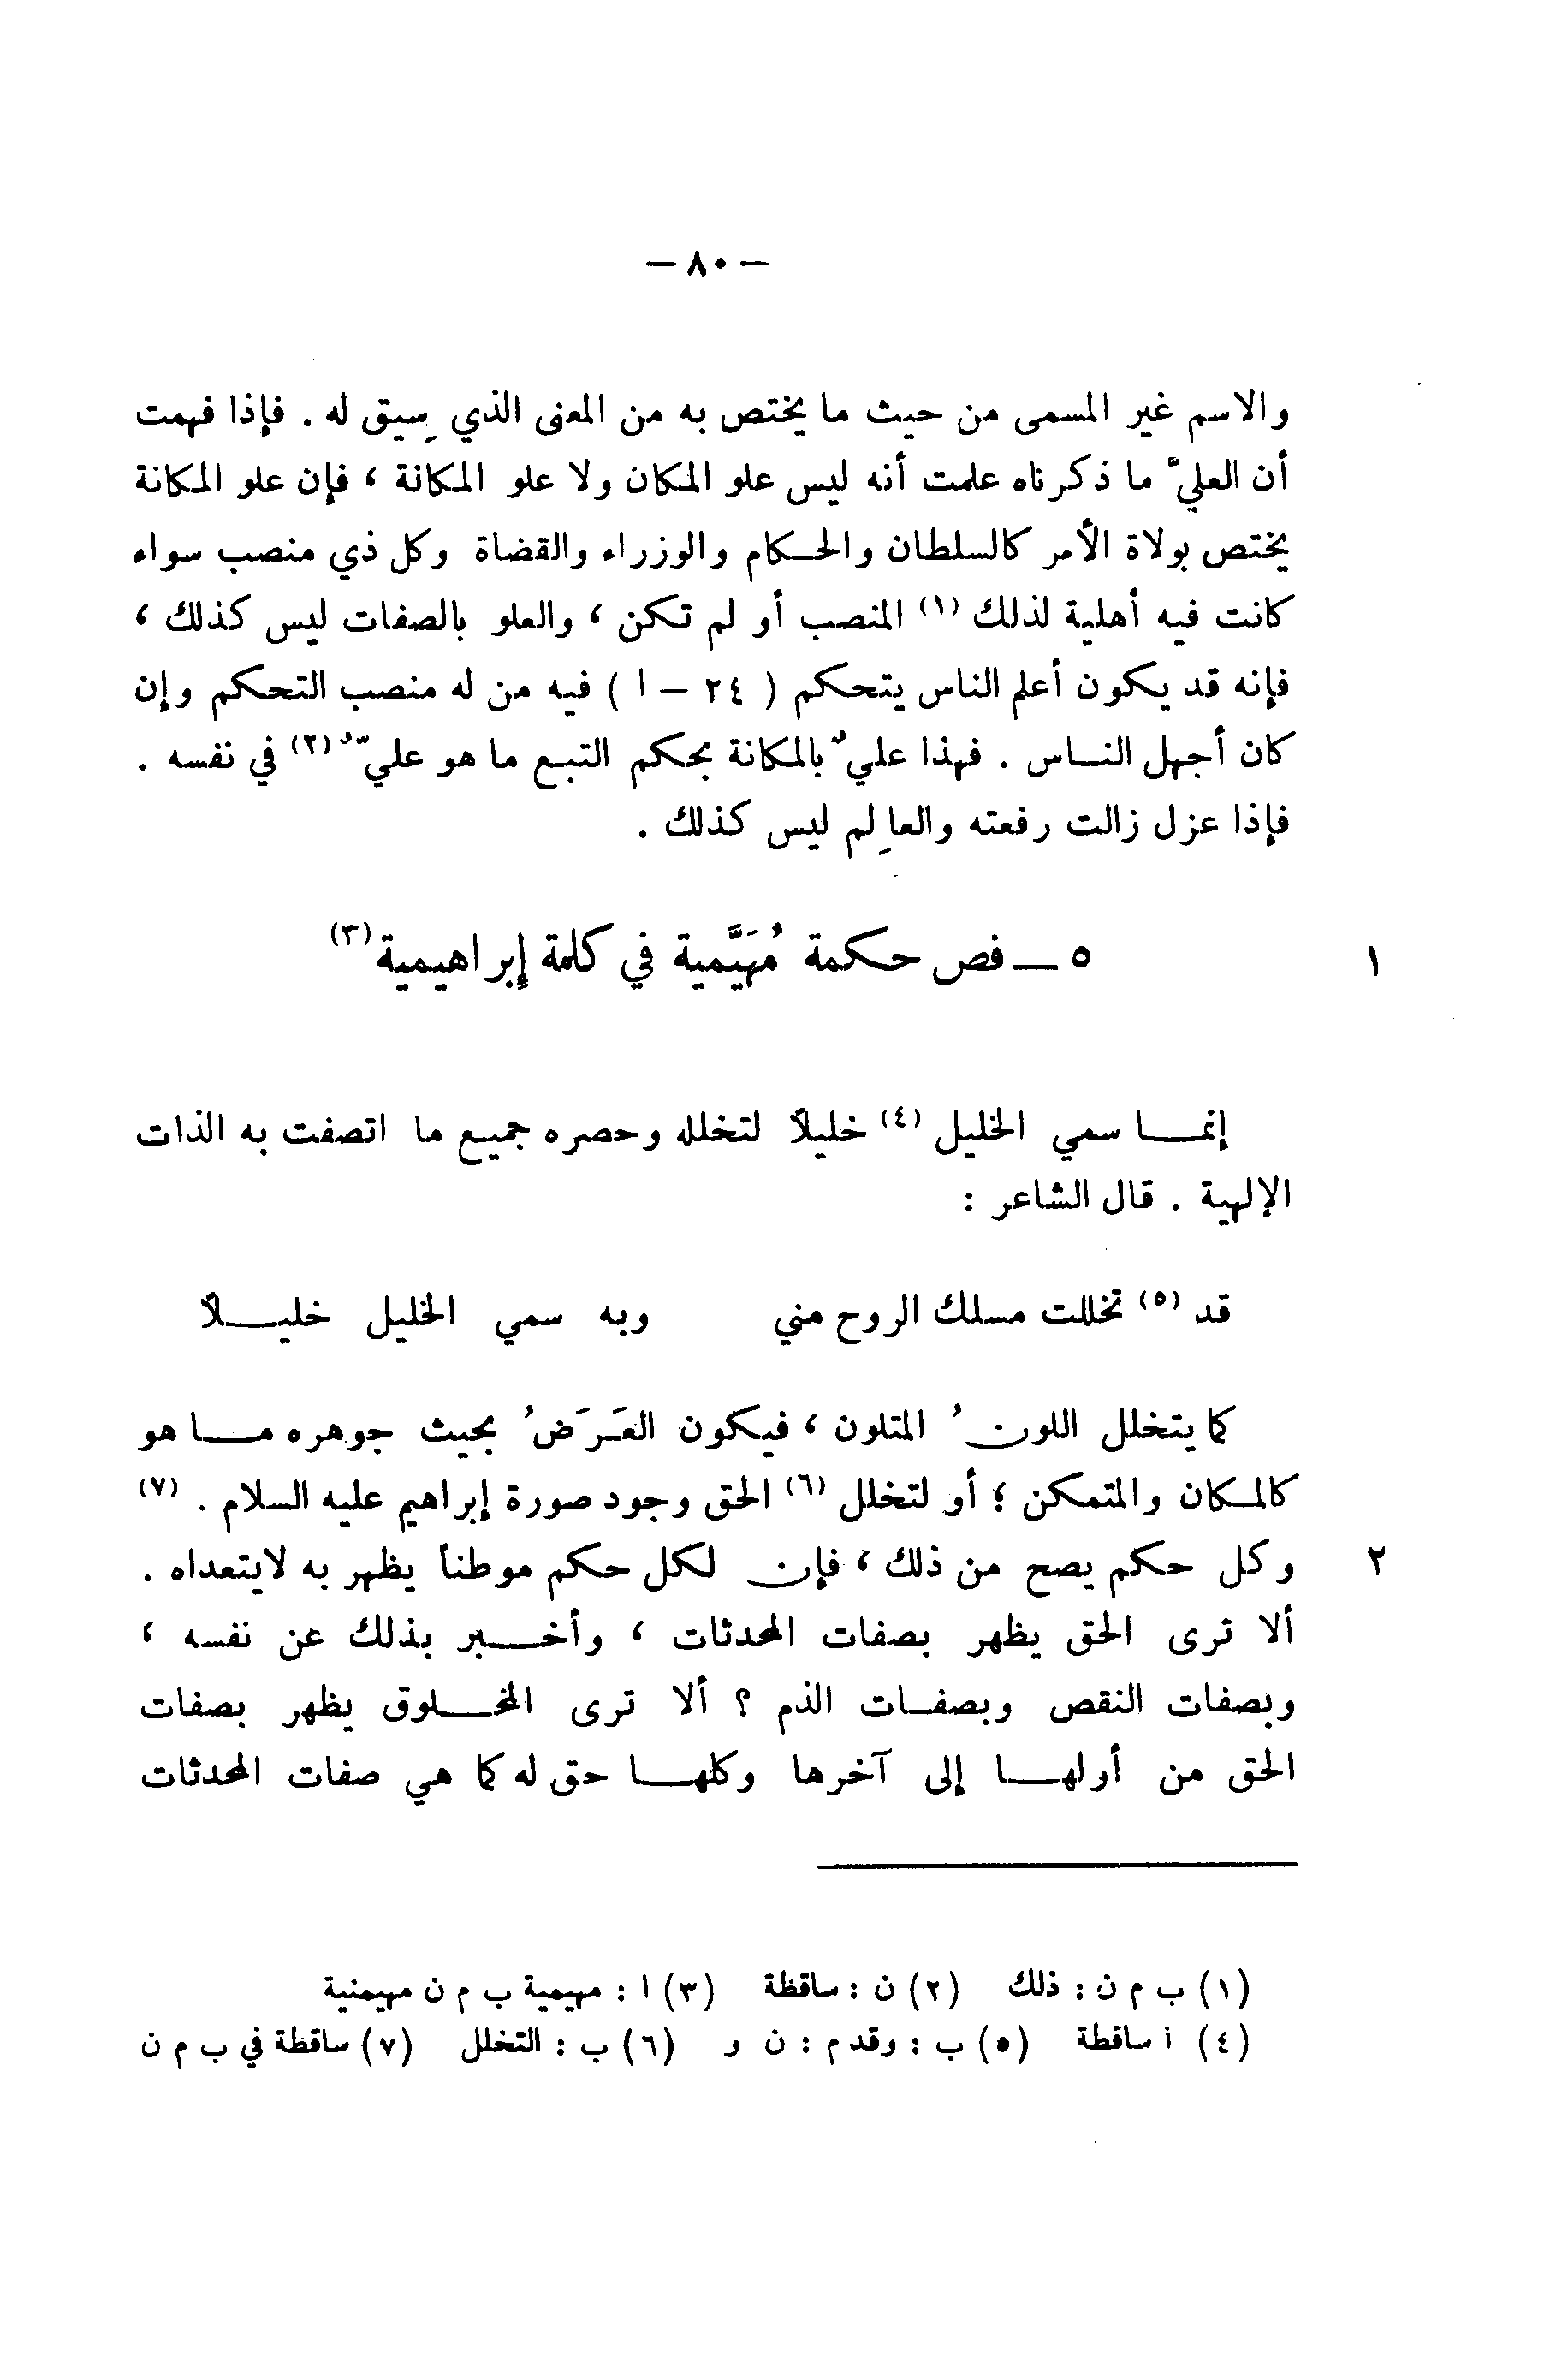 — ٨٠ —
والاسم غير المسمى من حيث ما يختص به من المعنى الذي سِيق له . فإذا فهمت
أن العليَّ ما ذكرناه علمت أنه ليس علو المكان ولا علو المكانة ، فإن علو المكانة
يختص بولاة الأمر كالسلطان والحكام والوزراء والقضاة وكل ذي منصب سواء
كانت فيه أهلية لذلك (١) المنصب أو لم تكن ، والعلو بالصفات ليس كذلك ،
فإنه قد يكون أعلم الناس يتحكم ( ٢٤ – ا ) فيه من له منصب التحكم وإن
كان أجهل الناس . فهذا عليٌ بالمكانة بحكم التبع ما هو عليٌّ (٢) في نفسه .
فإذا عزل زالت رفعته والعالِم ليس كذلك .
١ ٥ – فص حكمة مُهَيَّمية في كلمة إبراهيمية (٣)
إنما سمي الخليل (٤) خليلاً لتخلله وحصره جميع ما اتصفت به الذات
الإلهية . قال الشاعر :
قد (٥) تخللت مسلك الروح مني وبه سمي الخليل خليلاً
كما يتخلل اللونُ المتلون ، فيكون العَرَضُ بحيث جوهره ما هو
كالمكان والمتمكن ؛ أو لتخلل (٦) الحق وجود صورة إبراهيم عليه السلام . (٧)
٢ وكل حكم يصح من ذلك ، فإن لكل حكم موطناً يظهر به لا يتعداه .
ألا ترى الحق يظهر بصفات المحدثات ، وأخبر بذلك عن نفسه ،
وبصفات النقص وبصفات الذم ؟ ألا ترى المخلوق يظهر بصفات
الحق من أولها إلى آخرها وكلها حق له كما هي صفات المحدثات
(١) ب م ن : ذلك (٢) ن : ساقظة (٣) ا : مهيمية ب م ن مهيمنية
(٤) أ ساقطة (٥) ب : وقد م : ن و (٦) ب : التخلل (٧) ساقظة في ب م ن